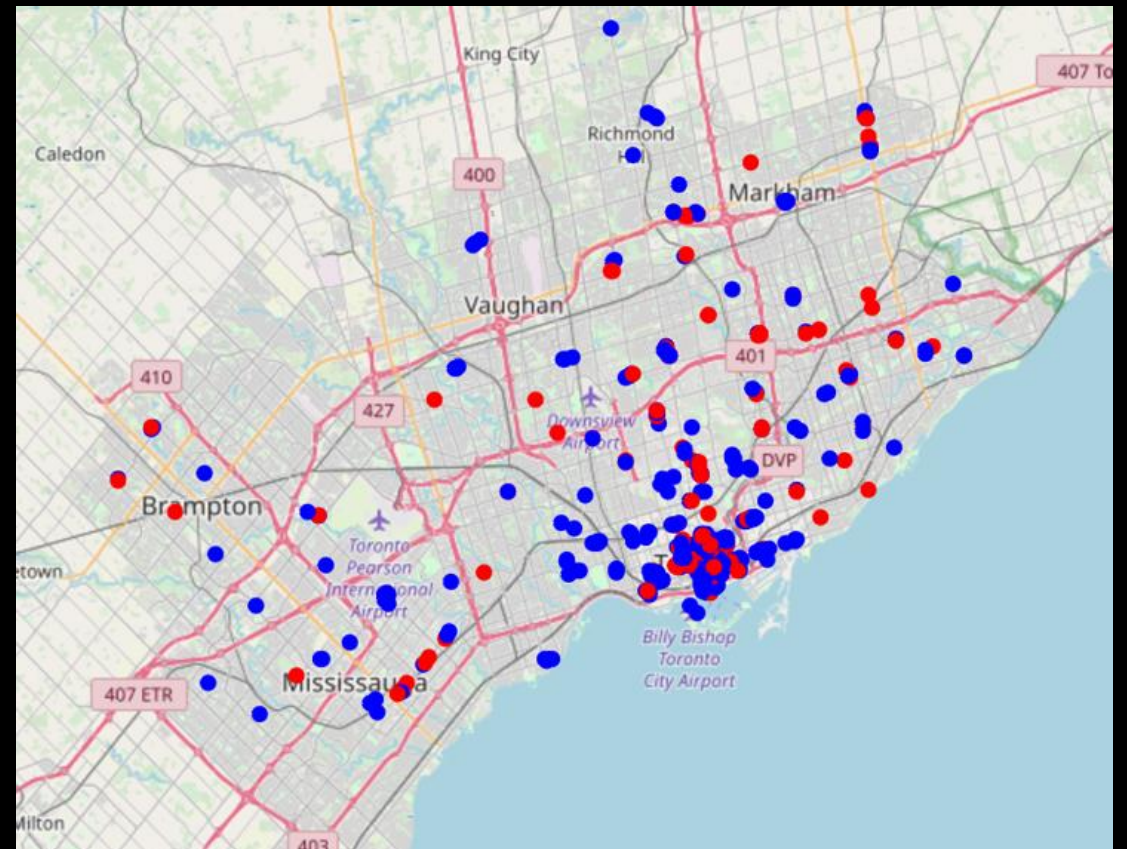 King City
407 To
Richmond
Caledon
400
Markham
Vaughan
401
410
427
Downsview
Airport
DVP
Brampton
Toronto
Pearson
International
Airport
etown
Billy Bishop
Toronto
City Airport
Mississauga
407 ETR
Milton
403